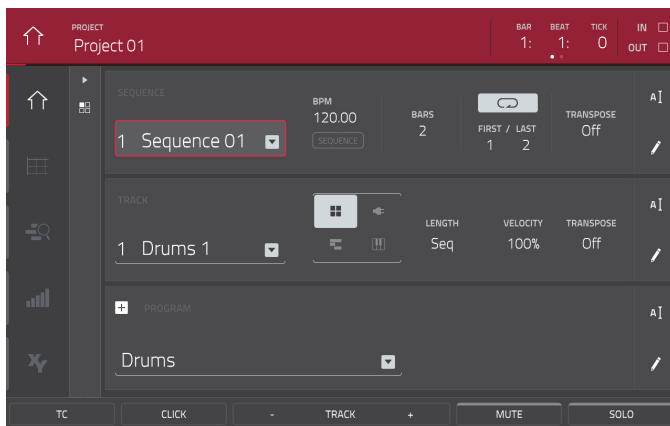 PROJECT
Project 01
BAR BEAT TICK
1: 1: 0
IN
OUT
SEQUENCE
1 Sequence 01
BPM
120.00
SEQUENCE
BARS
2
FIRST / LAST
1 2
TRANSPOSE
Off
A
TRACK
1 Drums 1
LENGTH
Seq
VELOCITY
100%
TRANSPOSE
Off
A
PROGRAM
Drums
A
XY
TC CLICK - TRACK + MUTE SOLO